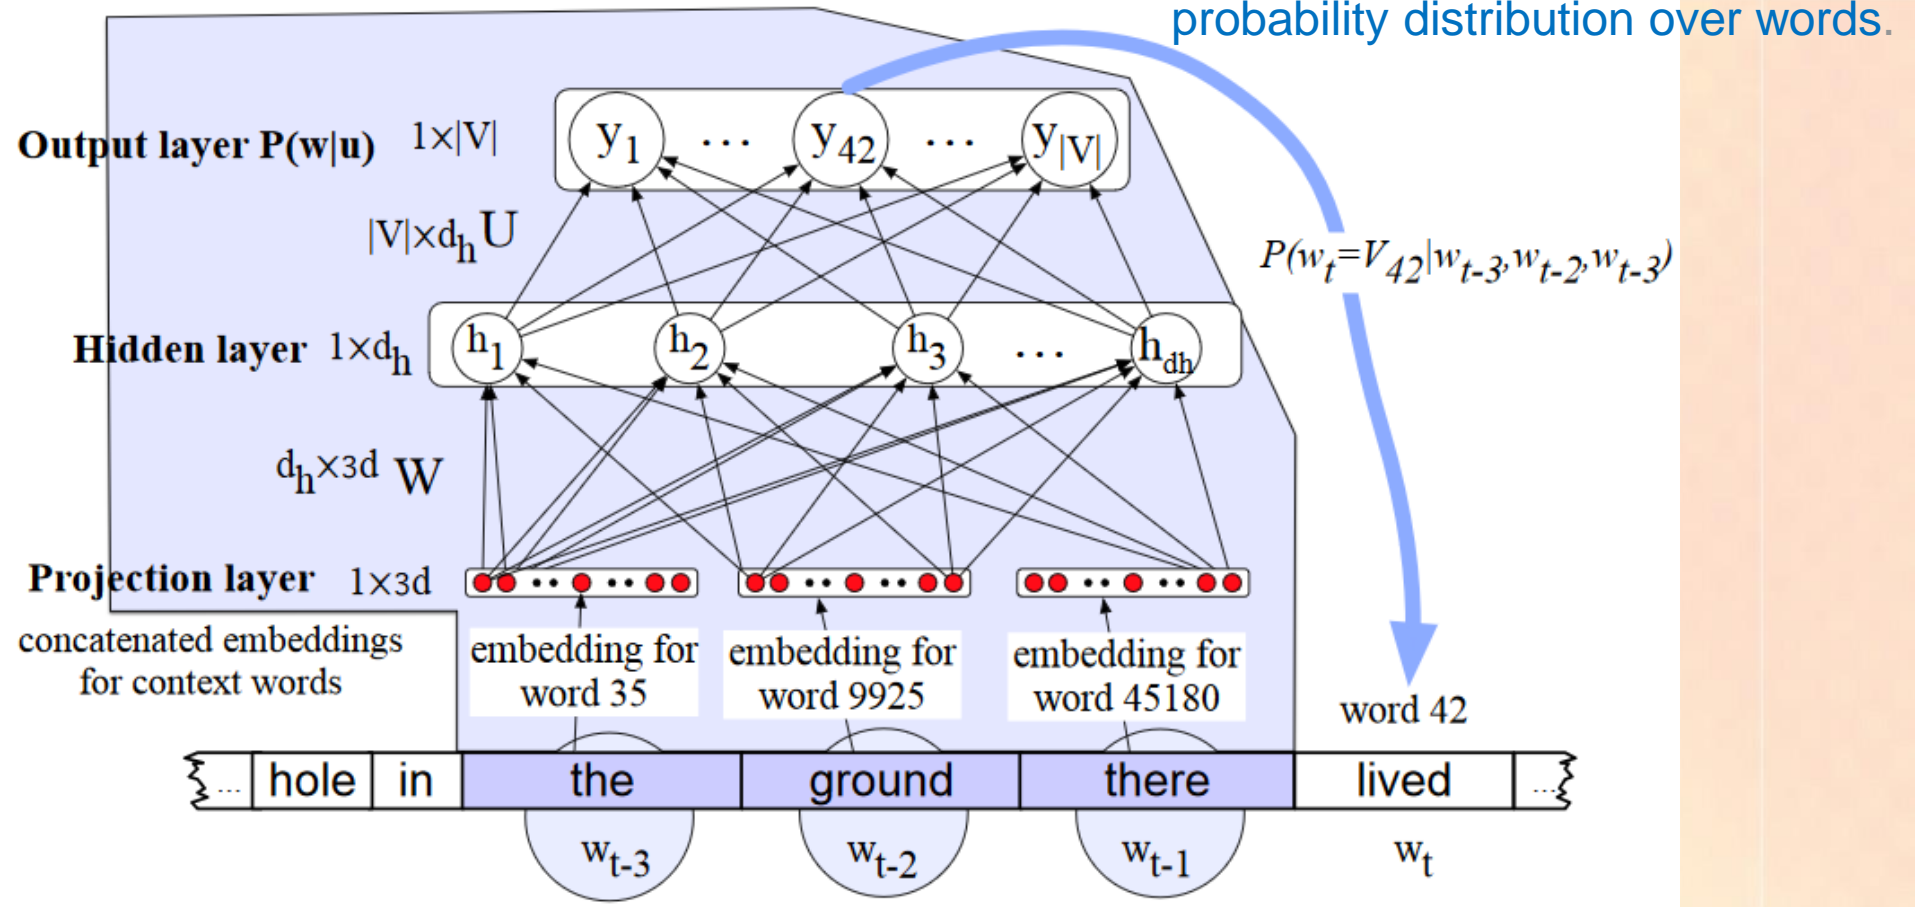 probability distribution over words.
Output layer P(w|u) 1×|V|
y1 ... y42 ... y|V|
|V|×dh U
P(wt=V42|wt-3,wt-2,wt-3)
Hidden layer 1×dh
h1 h2 h3 ... hdh
dh×3d W
Projection layer 1×3d
concatenated embeddings
for context words
embedding for
word 35
embedding for
word 9925
embedding for
word 45180
word 42
... hole in the ground there lived ...
wt-3 wt-2 wt-1 wt